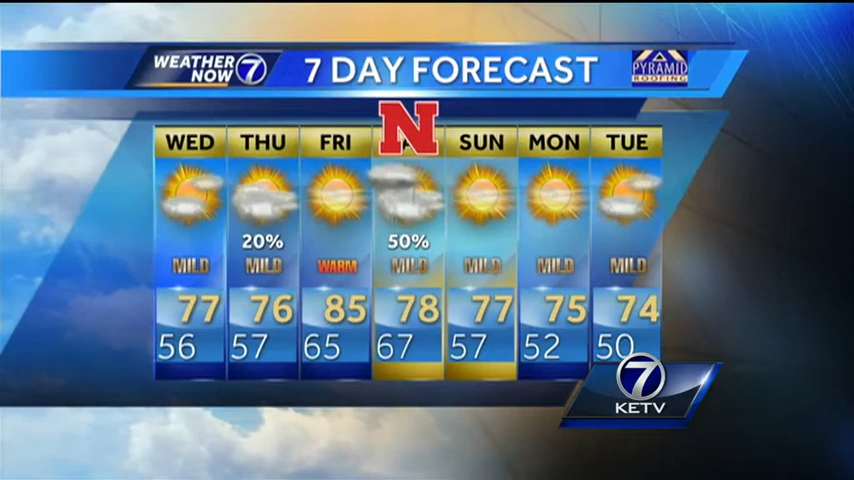 WEATHER
NOW 7
7 DAY FORECAST
PYRAMID
ROOFING
N
WED THU FRI SUN MON TUE
20% 50%
MILD MILD WARM MILD MILD MILD MILD
77 76 85 78 77 75 74
56 57 65 67 57 52 50
7
KETV